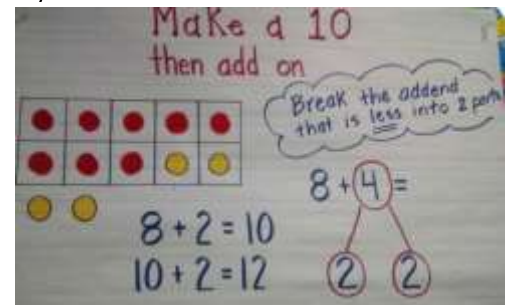 Make a 10
then add on
Break the addend
that is less into 2 parts
8 + 4 =
2 2
8 + 2 = 10
10 + 2 = 12